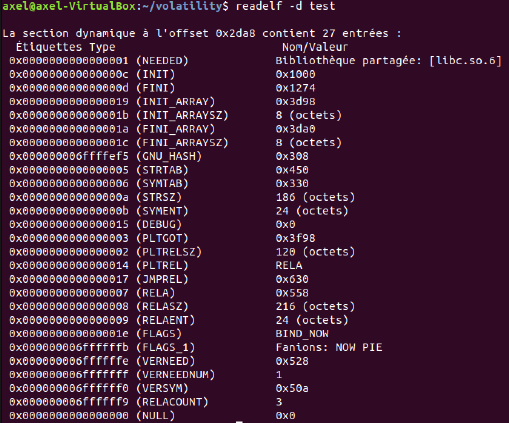 axel@axel-VirtualBox:~/volatility$ readelf -d test
La section dynamique à l'offset 0x2da8 contient 27 entrées :
Étiquettes Type Nom/Valeur
0x0000000000000001 (NEEDED) Bibliothèque partagée: [libc.so.6]
0x000000000000000c (INIT) 0x1000
0x000000000000000d (FINI) 0x1274
0x0000000000000019 (INIT_ARRAY) 0x3d98
0x000000000000001b (INIT_ARRAYSZ) 8 (octets)
0x000000000000001a (FINI_ARRAY) 0x3da0
0x000000000000001c (FINI_ARRAYSZ) 8 (octets)
0x000000006ffffef5 (GNU_HASH) 0x308
0x0000000000000005 (STRTAB) 0x450
0x0000000000000006 (SYMTAB) 0x330
0x000000000000000a (STRSZ) 186 (octets)
0x000000000000000b (SYMENT) 24 (octets)
0x0000000000000015 (DEBUG) 0x0
0x0000000000000003 (PLTGOT) 0x3f98
0x0000000000000002 (PLTRELSZ) 120 (octets)
0x0000000000000014 (PLTREL) RELA
0x0000000000000017 (JMPREL) 0x630
0x0000000000000007 (RELA) 0x558
0x0000000000000008 (RELASZ) 216 (octets)
0x0000000000000009 (RELAENT) 24 (octets)
0x000000000000001e (FLAGS) BIND_NOW
0x000000006ffffffb (FLAGS_1) Fanions: NOW PIE
0x000000006ffffffe (VERNEED) 0x528
0x000000006fffffff (VERNEEDNUM) 1
0x000000006ffffff0 (VERSYM) 0x50a
0x000000006ffffff9 (RELACOUNT) 3
0x0000000000000000 (NULL) 0x0